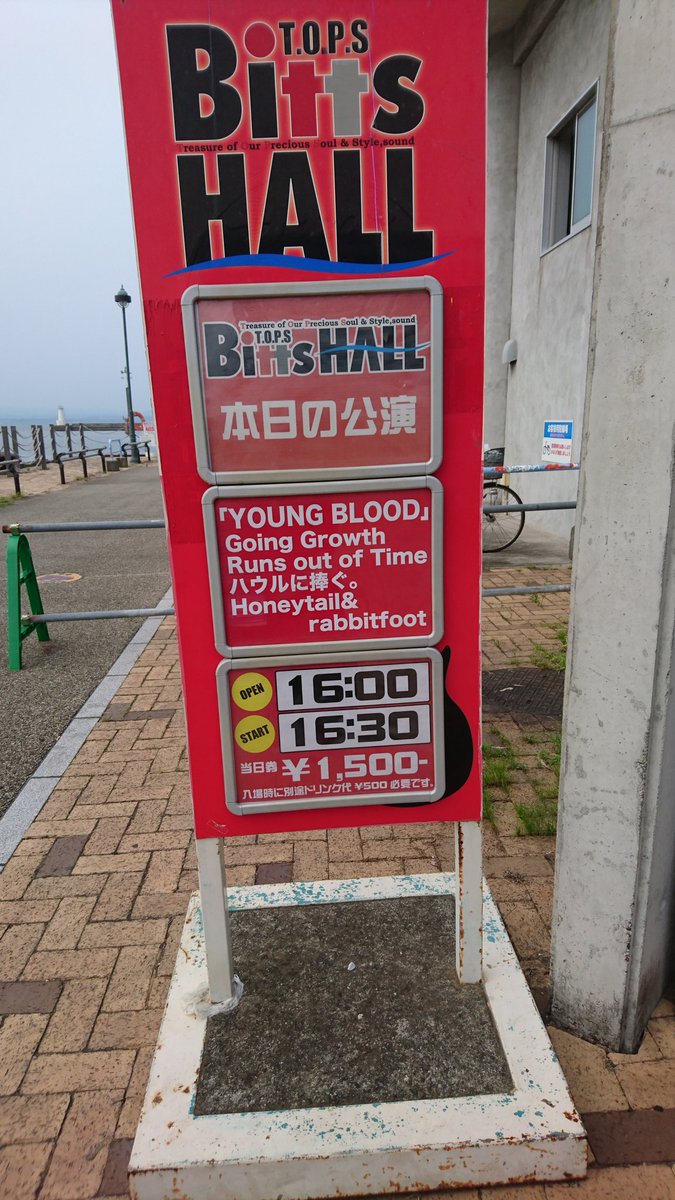 T.O.P.S
Bitts
Treasure of Our Precious Soul & Style,sound
HALL
Treasure of Our Precious Soul & Style,sound
T.O.P.S
Bitts HALL
本日の公演
「YOUNG BLOOD」
Going Growth
Runs out of Time
ハウルに捧ぐ。
Honeytail&
rabbitfoot
OPEN 16:00
START 16:30
当日券 ¥1,500-
入場時に別途ドリンク代 ¥500 必要です。